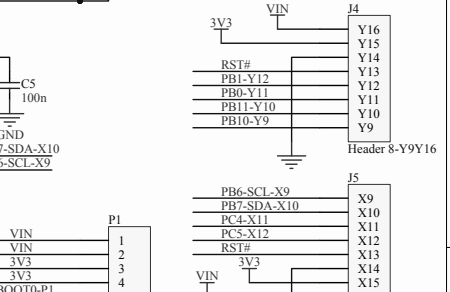 J4
VIN
3V3
Y16
Y15
Y14
RST# Y13
PB1-Y12 Y12
PB0-Y11 Y11
PB11-Y10 Y10
PB10-Y9 Y9
Header 8-Y9Y16
C5
100n
GND
7-SDA-X10
6-SCL-X9
J5
PB6-SCL-X9 X9
PB7-SDA-X10 X10
PC4-X11 X11
PC5-X12 X12
RST# X13
3V3 X14
VIN X15
P1
VIN 1
VIN 2
3V3 3
3V3 4
BOOT0-P1